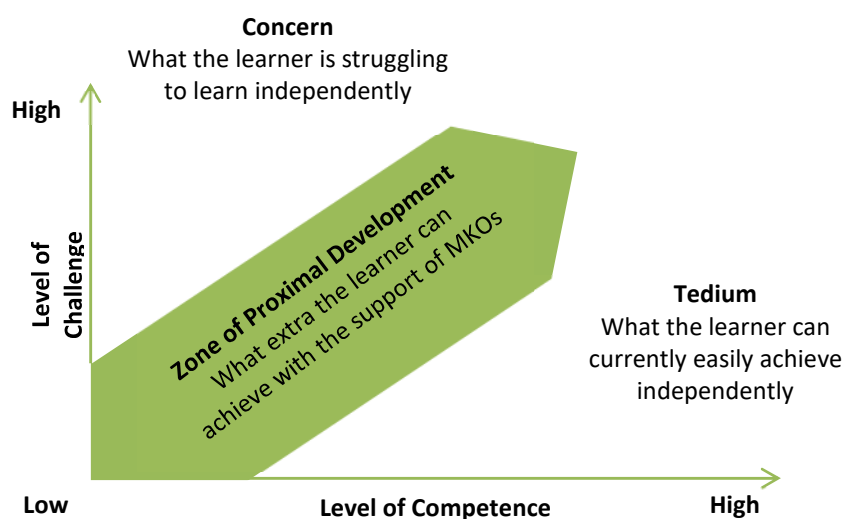 Concern
What the learner is struggling
to learn independently
High
Level of
Challenge
Zone of Proximal Development
What extra the learner can
achieve with the support of MKOs
Tedium
What the learner can
currently easily achieve
independently
Low
Level of Competence
High